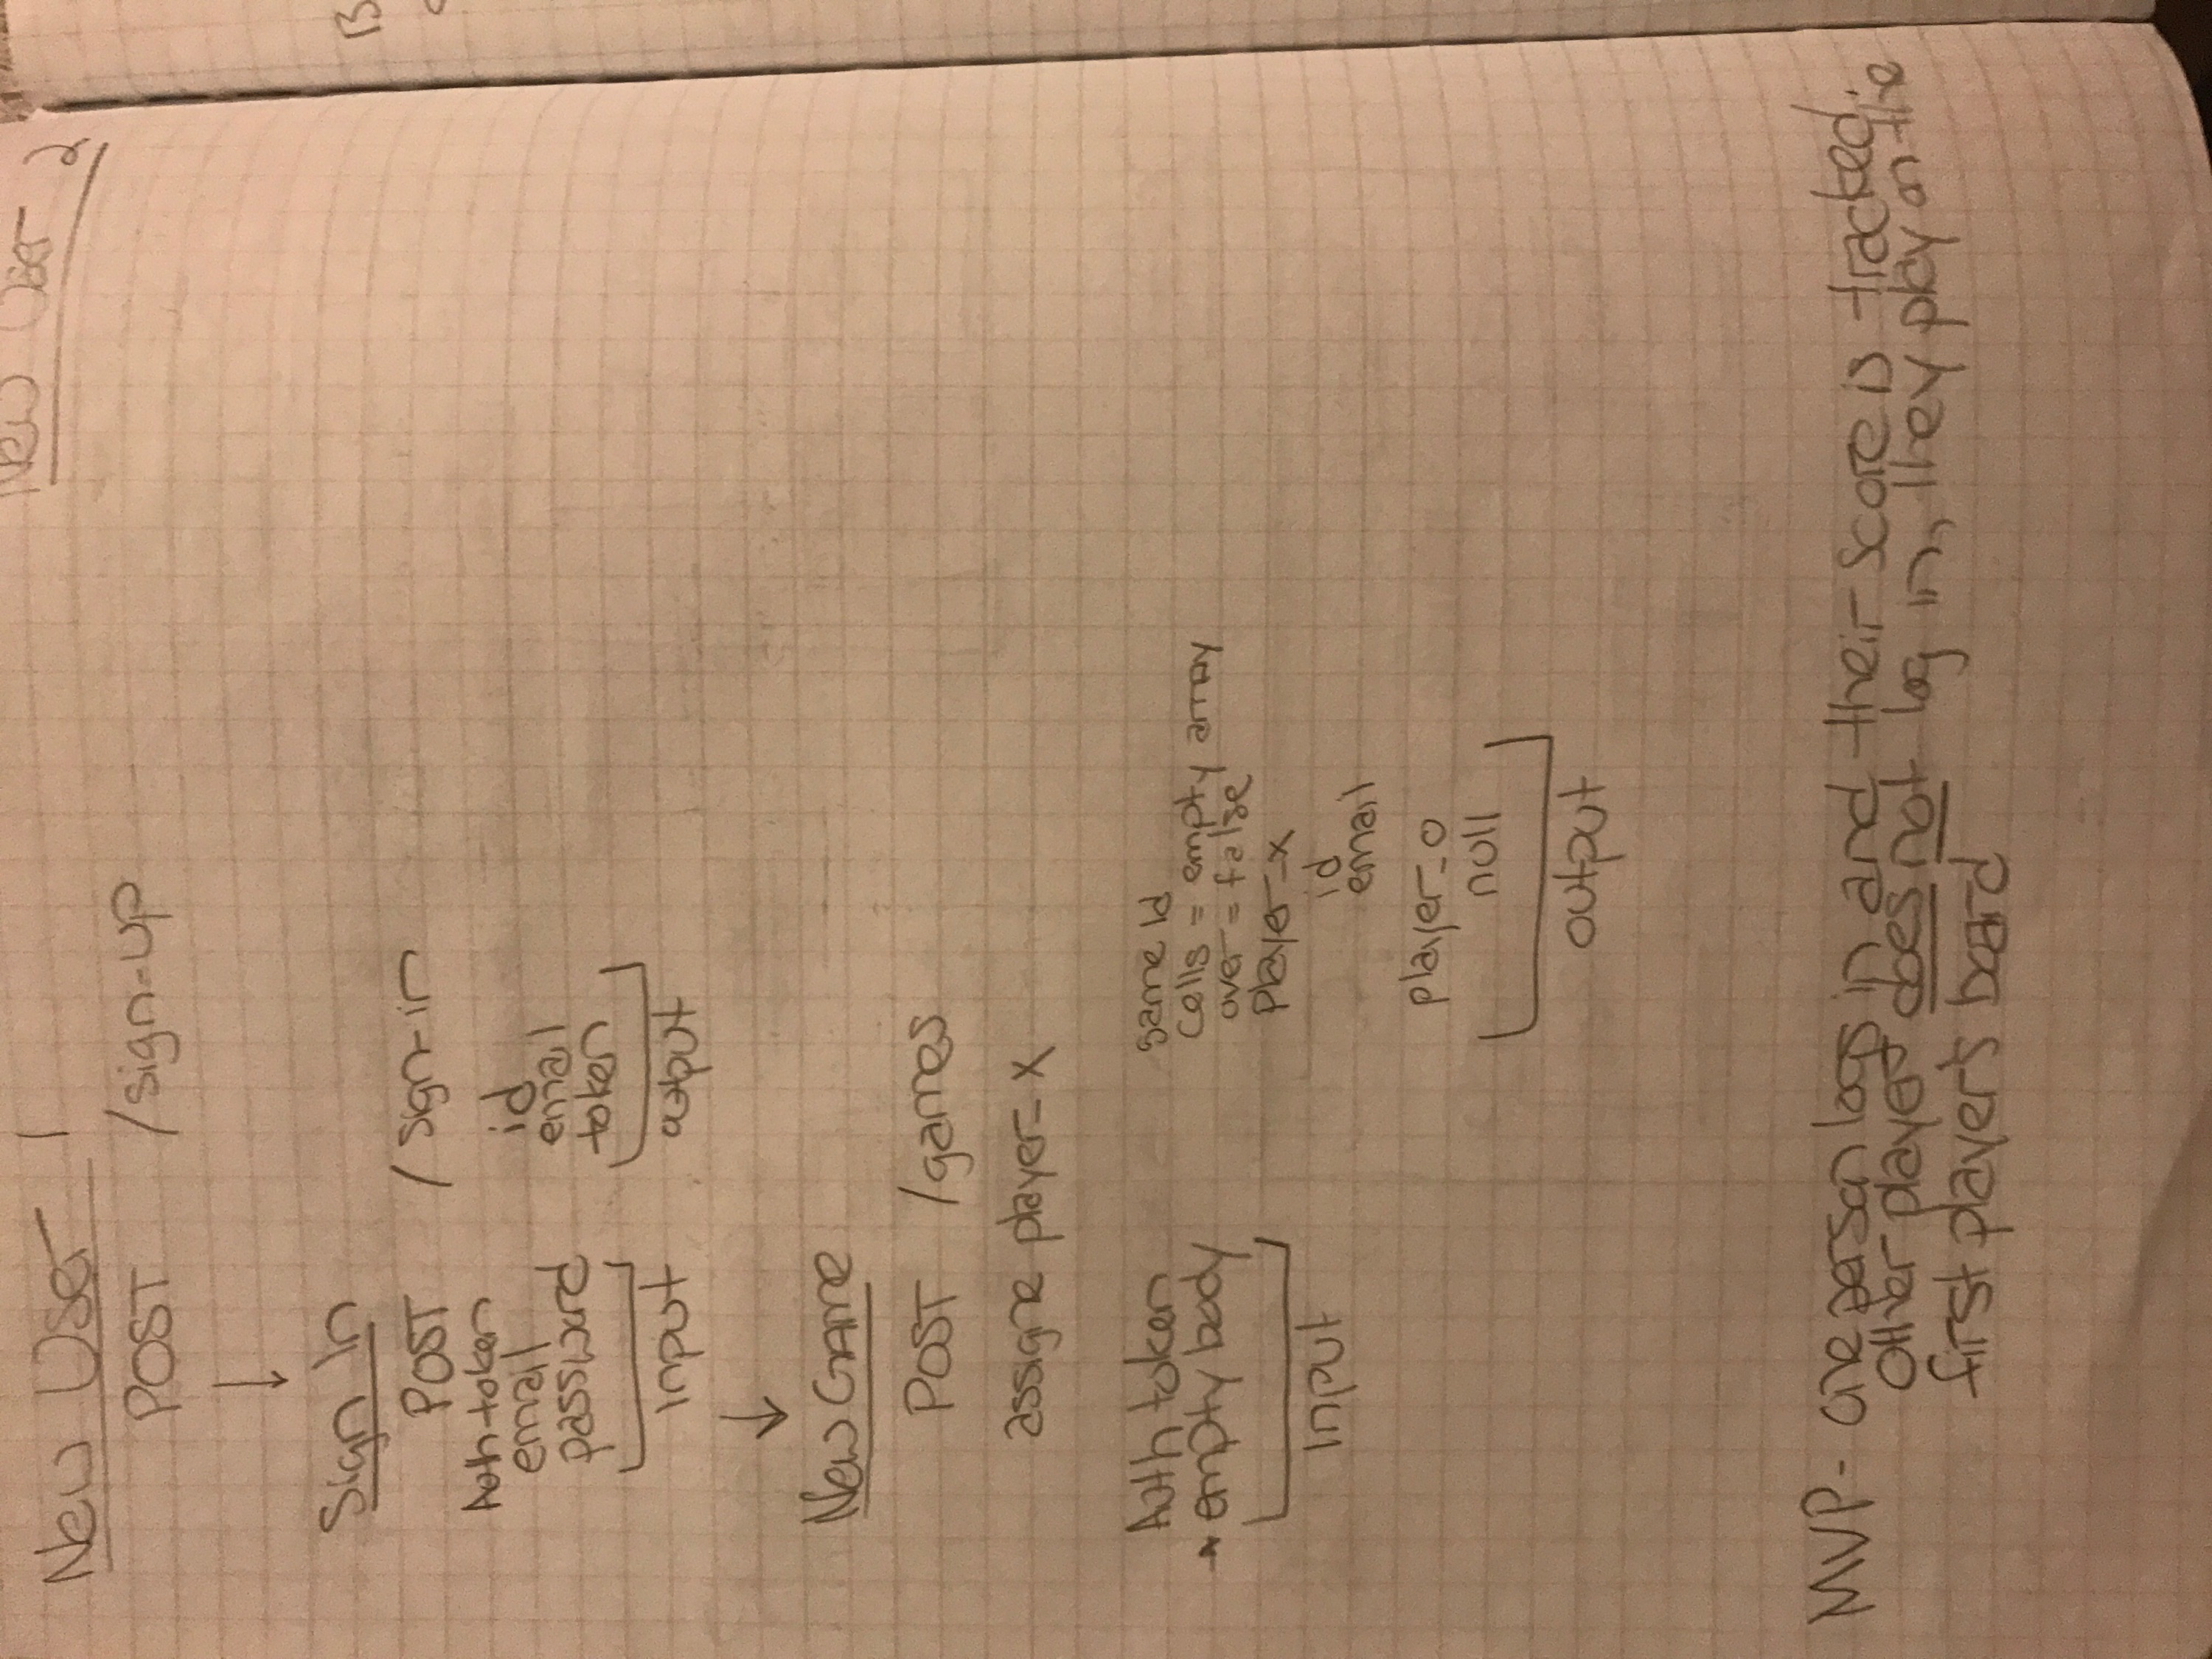 New User 1
New User 2
POST /sign-up
↓
Sign In
POST / sign-in
Auth token
email
password
input
id
email
token
output
↓
New Game
POST /games
assigne player_x
Auth token
* empty body
Input
game id
cells = empty array
over = false
Player_x
id
email
player_o
null
output
MVP - one person logs in and their score is tracked.
Other player does not log in, they play on the
first player's board
B